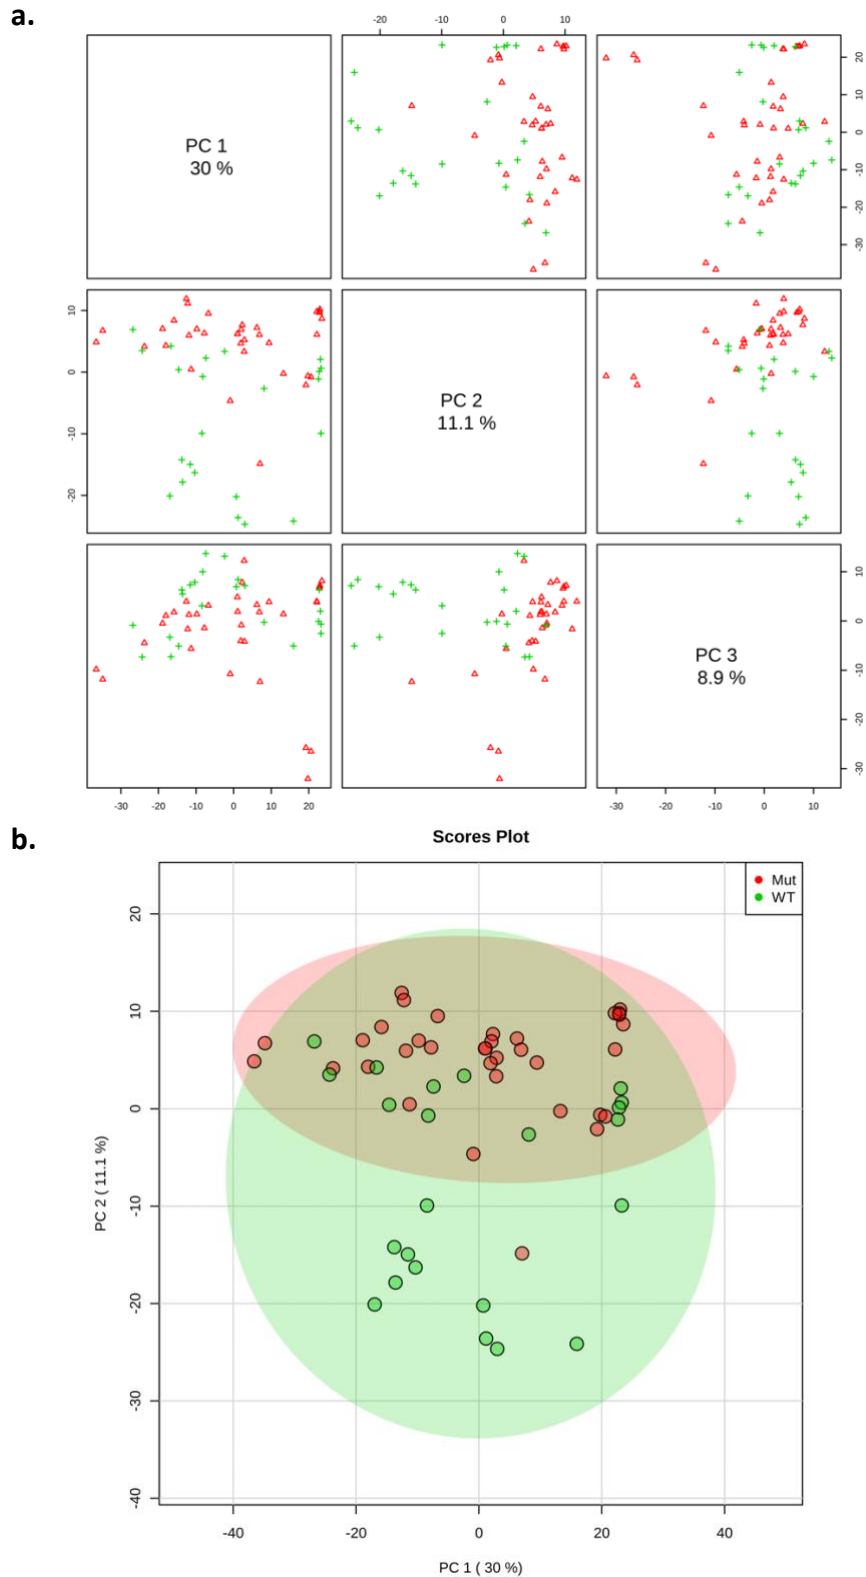 a.
-20 -10 0 10
PC 1
30 %
20
10
0
-10
-30
10
0
-10
-20
PC 2
11.1 %
PC 3
8.9 %
10
0
-10
-20
-30
-30 -20 -10 0 10 20
-30 -20 -10 0 10
b.
Scores Plot
Mut
WT
20
10
0
-10
-20
-30
-40
PC 2 ( 11.1 %)
-40 -20 0 20 40
PC 1 ( 30 %)